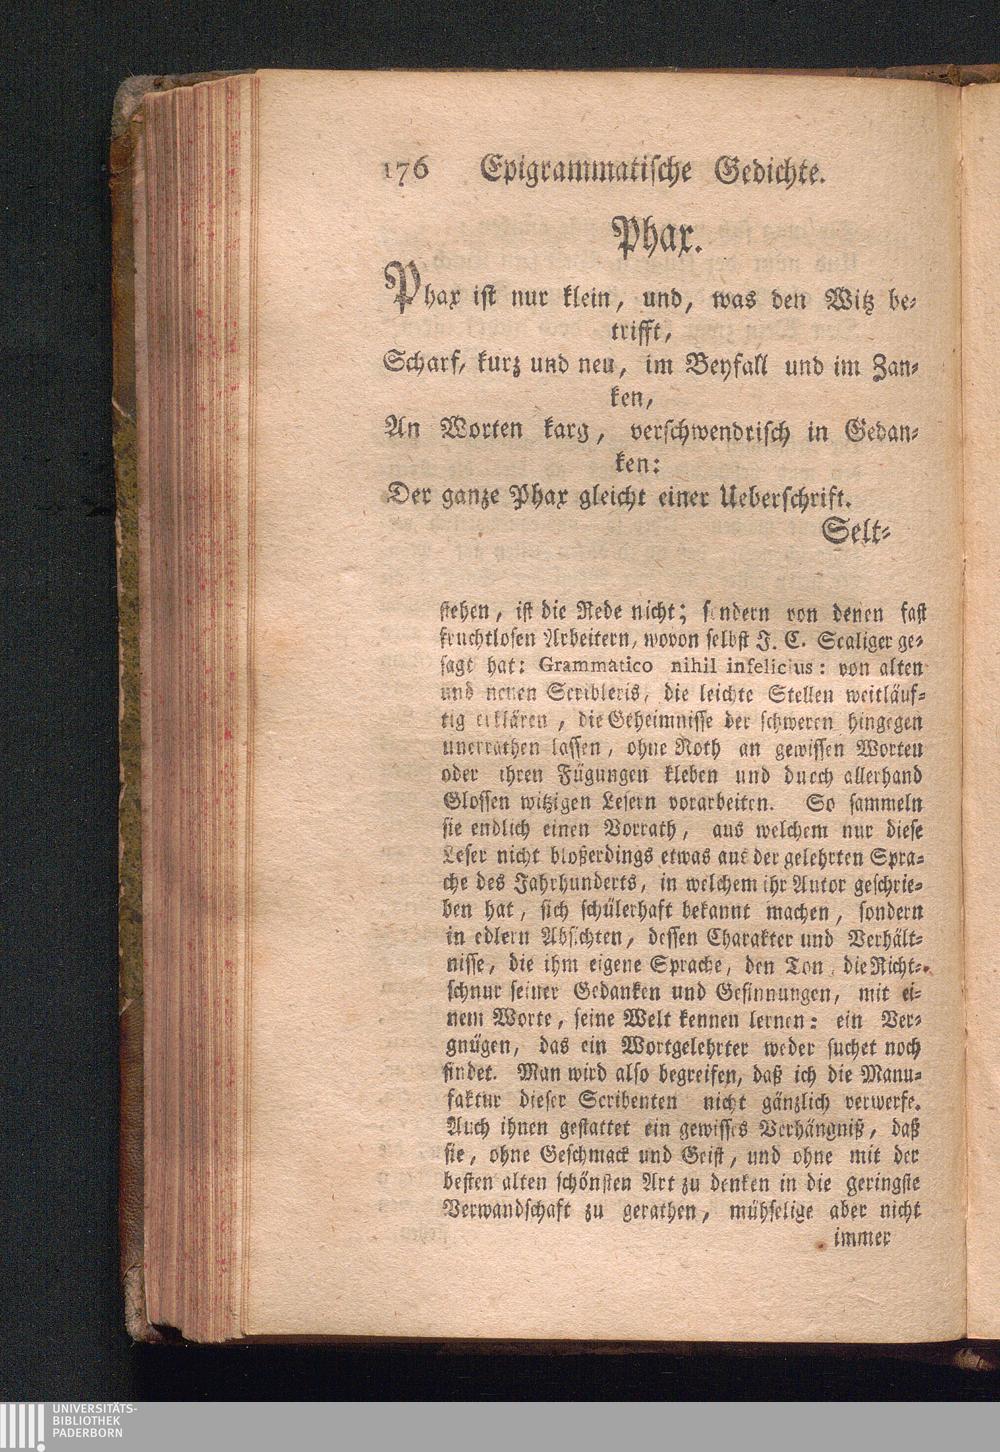 176 Epigrammatische Gedichte.
Phax.
Phax ist nur klein, und, was den Witz be-
trifft,
Scharf, kurz und neu, im Beyfall und im Zan-
ken,
An Worten karg, verschwendrisch in Gedan-
ken:
Der ganze Phax gleicht einer Ueberschrift.
Selt-
stehen, ist die Rede nicht; sondern von denen fast
fruchtlosen Arbeitern, wovon selbst J. C. Scaliger ge-
sagt hat: Grammatico nihil infelicius: von alten
und neuen Scribleris, die leichte Stellen weitläuf-
tig erklären, die Geheimnisse der schweren hingegen
unerrathen lassen, ohne Noth an gewissen Worten
oder ihren Fügungen kleben und durch allerhand
Glossen witzigen Lesern vorarbeiten. So sammeln
sie endlich einen Vorrath, aus welchem nur diese
Leser nicht bloßerdings etwas aus der gelehrten Spra-
che des Jahrhunderts, in welchem ihr Autor geschrie-
ben hat, sich schülerhaft bekannt machen, sondern
in edlern Absichten, dessen Charakter und Verhält-
nisse, die ihm eigene Sprache, den Ton, die Richt-
schnur seiner Gedanken und Gesinnungen, mit ei-
nem Worte, seine Welt kennen lernen: ein Ver-
gnügen, das ein Wortgelehrter weder suchet noch
findet. Man wird also begreifen, daß ich die Manu-
faktur dieser Scribenten nicht gänzlich verwerfe.
Auch ihnen gestattet ein gewisses Verhängniß, daß
sie, ohne Geschmack und Geist, und ohne mit der
besten alten schönsten Art zu denken in die geringste
Verwandschaft zu gerathen, mühselige aber nicht
immer
UNIVERSITÄTS-
BIBLIOTHEK
PADERBORN